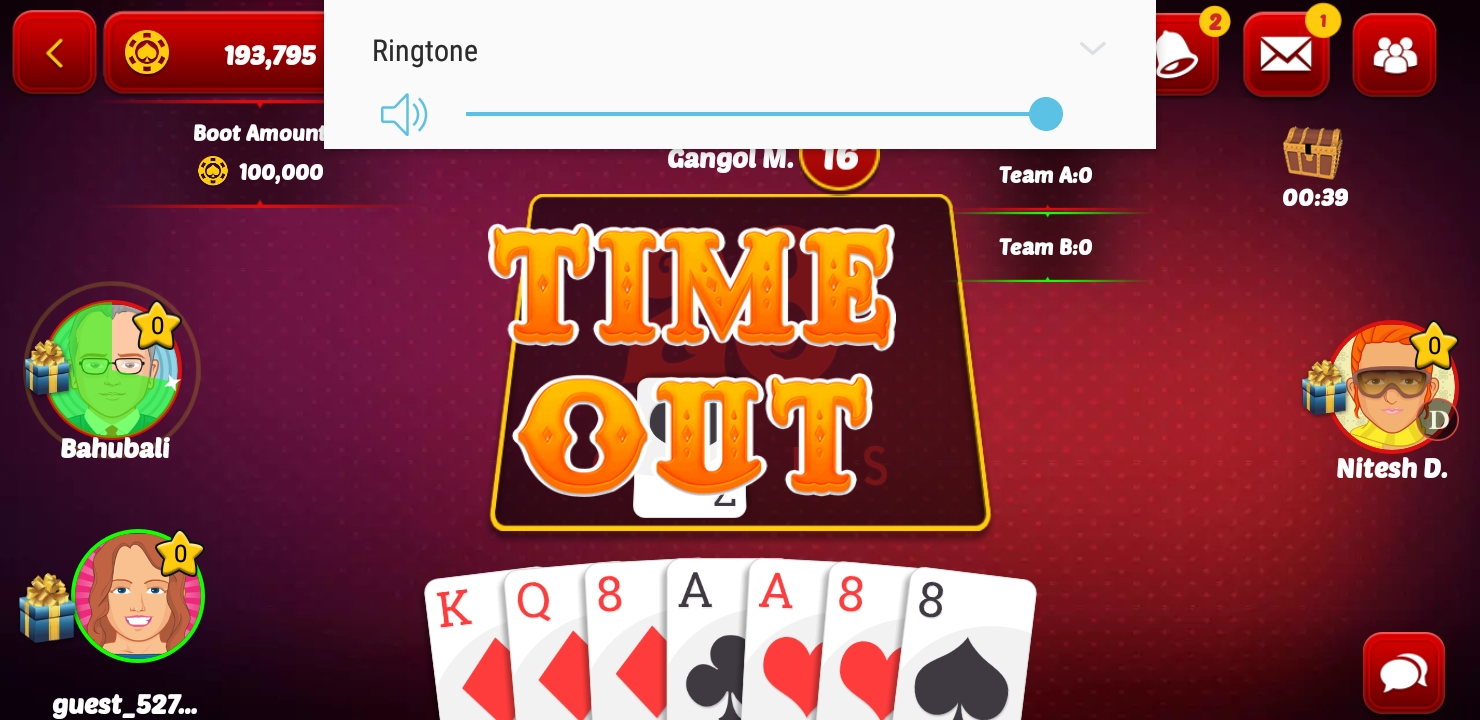 Ringtone
193,795
2
1
Boot Amount
100,000
Gangol M.
16
Team A:0
00:39
Team B:0
TIME
OUT
S
7
0
Bahubali
0
D
Nitesh D.
0
guest_527...
K Q 8 A A 8 8